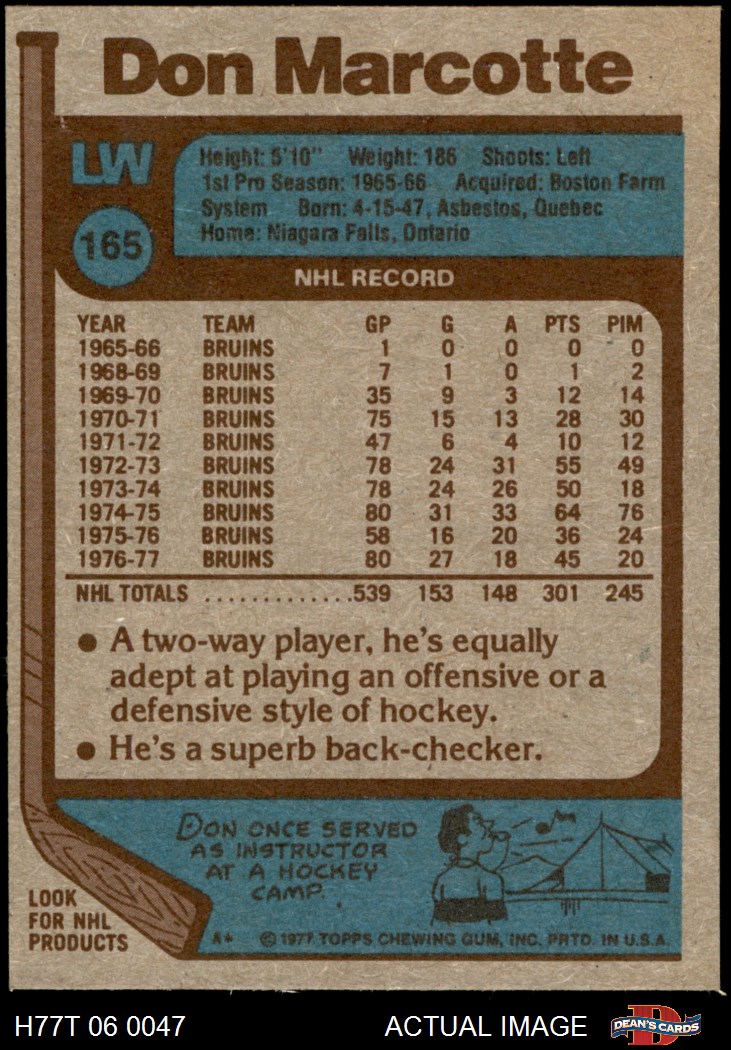 Don Marcotte
LW
165
Height: 5'10" Weight: 186 Shoots: Left
1st Pro Season: 1965-66 Acquired: Boston Farm
System Born: 4-15-47, Asbestos, Quebec
Home: Niagara Falls, Ontario
NHL RECORD
YEAR TEAM GP G A PTS PIM
1965-66 BRUINS 1 0 0 0 0
1968-69 BRUINS 7 1 0 1 2
1969-70 BRUINS 35 9 3 12 14
1970-71 BRUINS 75 15 13 28 30
1971-72 BRUINS 47 6 4 10 12
1972-73 BRUINS 78 24 31 55 49
1973-74 BRUINS 78 24 26 50 18
1974-75 BRUINS 80 31 33 64 76
1975-76 BRUINS 58 16 20 36 24
1976-77 BRUINS 80 27 18 45 20
NHL TOTALS .............539 153 148 301 245
• A two-way player, he's equally
adept at playing an offensive or a
defensive style of hockey.
• He's a superb back-checker.
DON ONCE SERVED
AS INSTRUCTOR
AT A HOCKEY
CAMP.
LOOK
FOR NHL
PRODUCTS
A* © 1977 TOPPS CHEWING GUM, INC. PRTD. IN U.S.A.
H77T 06 0047 ACTUAL IMAGE
D
DEAN'S CARDS